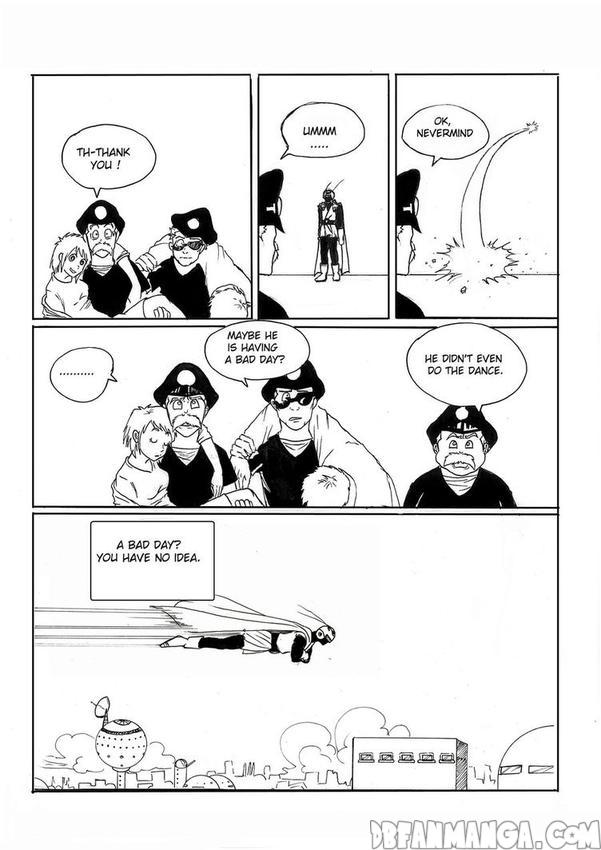 TH-THANK
YOU !
UMMM
.....
OK,
NEVERMIND
..........
MAYBE HE
IS HAVING
A BAD DAY?
HE DIDN'T EVEN
DO THE DANCE.
A BAD DAY?
YOU HAVE NO IDEA.
DBFANMANGA.COM